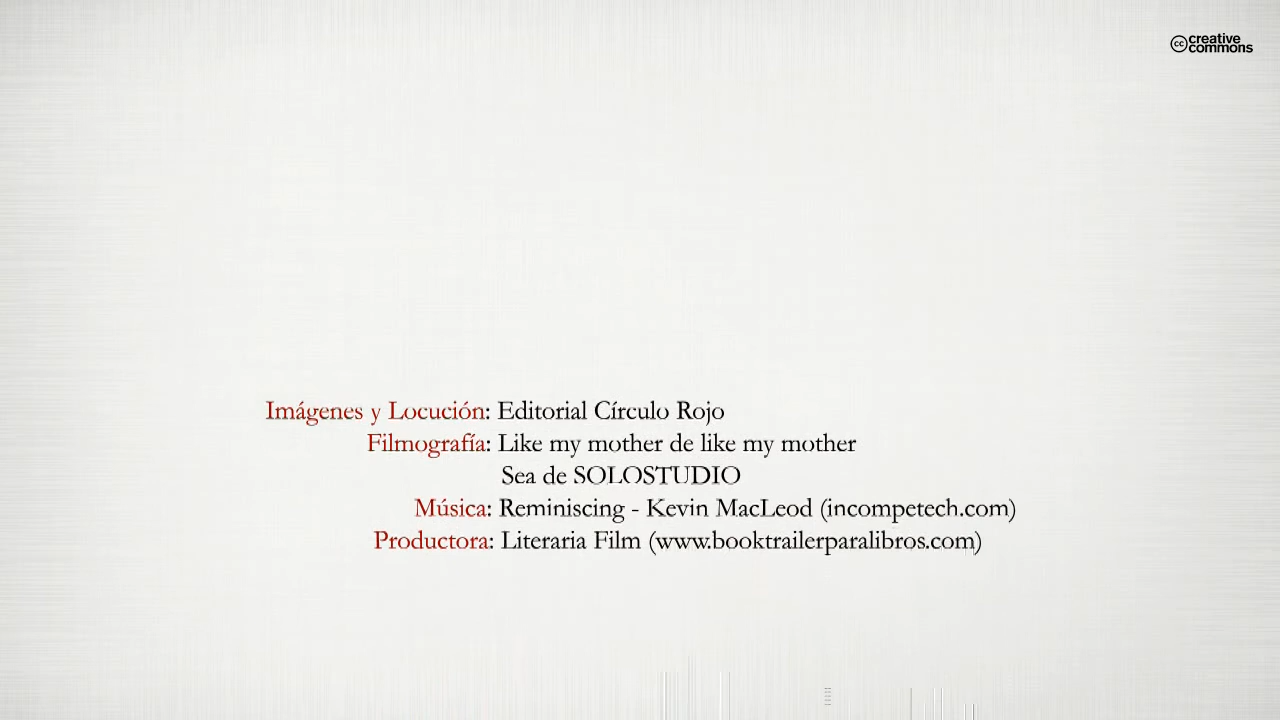 creative
commons
Imágenes y Locución: Editorial Círculo Rojo
Filmografía: Like my mother de like my mother
Sea de SOLOSTUDIO
Música: Reminiscing - Kevin MacLeod (incompetech.com)
Productora: Literaria Film (www.booktrailerparalibros.com)